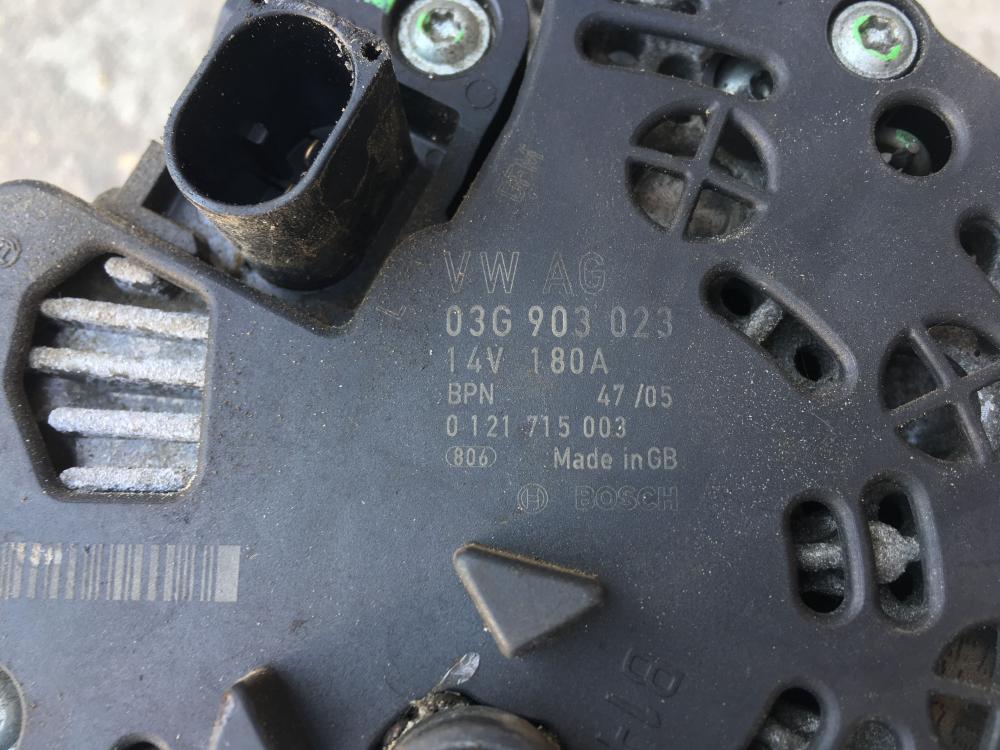 VW AG
03G 903 023
14V 180A
BPN 47/05
0 121 715 003
806 Made in GB
BOSCH